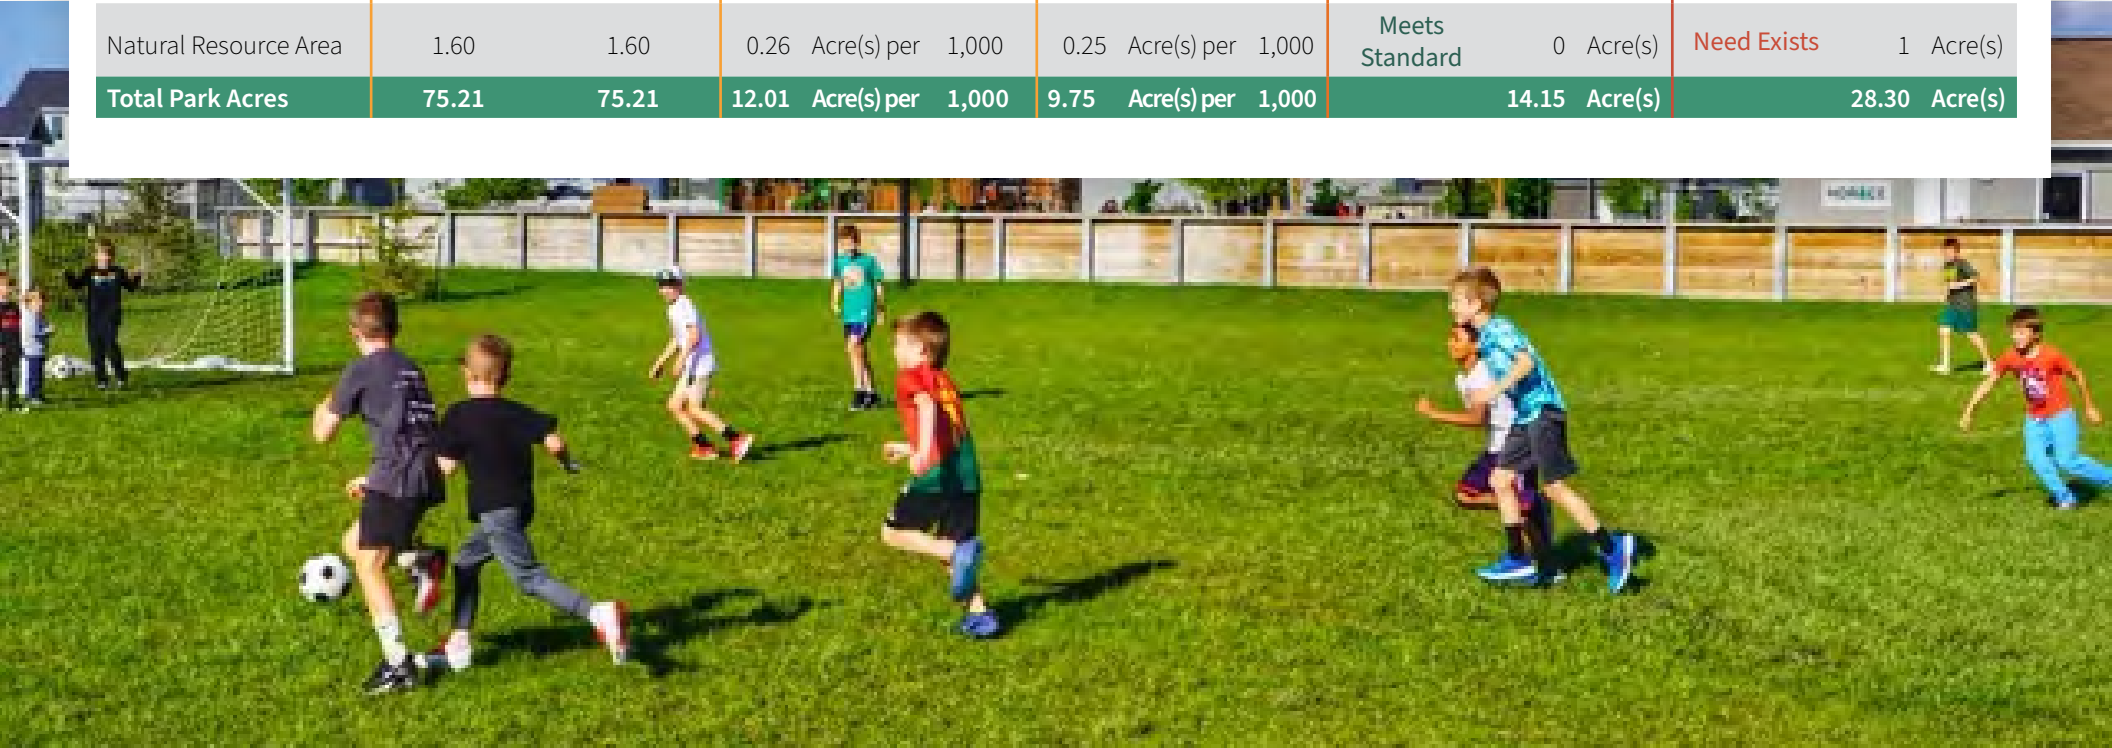 Natural Resource Area 1.60 1.60 0.26 Acre(s) per 1,000 0.25 Acre(s) per 1,000 Meets Standard 0 Acre(s) Need Exists 1 Acre(s)
Total Park Acres 75.21 75.21 12.01 Acre(s) per 1,000 9.75 Acre(s) per 1,000 14.15 Acre(s) 28.30 Acre(s)